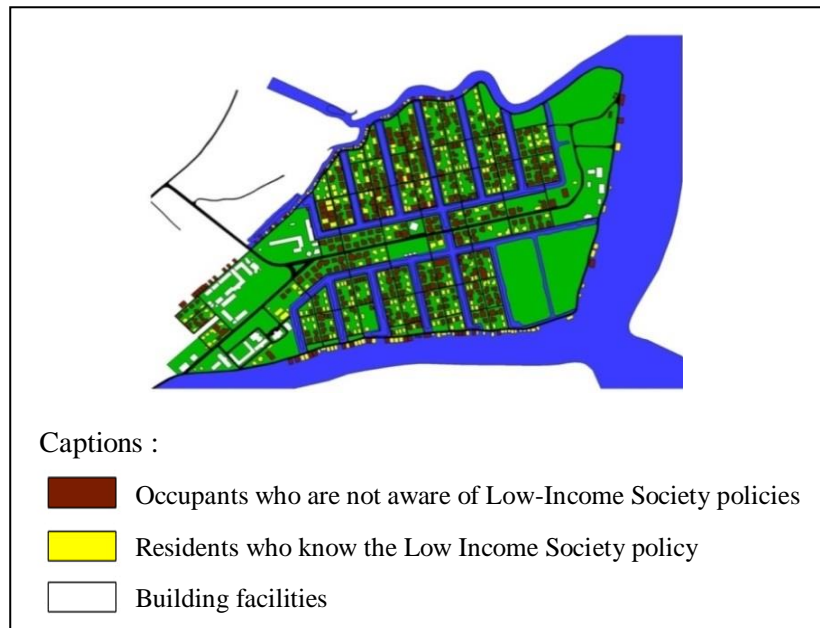 Captions :
Occupants who are not aware of Low-Income Society policies
Residents who know the Low Income Society policy
Building facilities